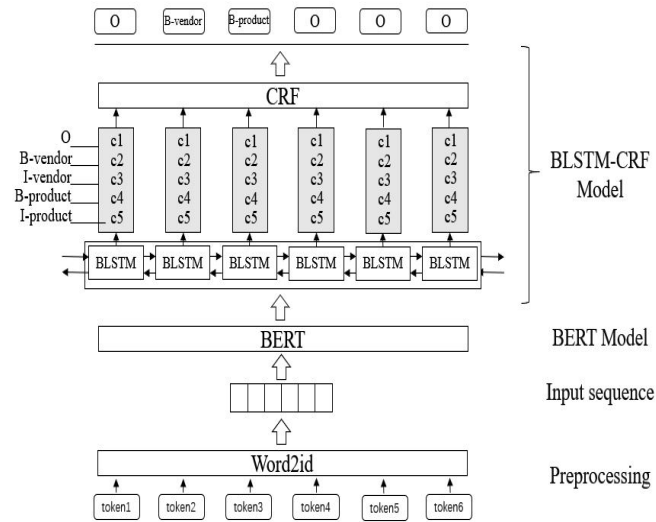 O B-vendor B-product O O O
CRF
O c1 c1 c1 c1 c1 c1
B-vendor c2 c2 c2 c2 c2 c2
I-vendor c3 c3 c3 c3 c3 c3
B-product c4 c4 c4 c4 c4 c4
I-product c5 c5 c5 c5 c5 c5
BLSTM-CRF
Model
BLSTM BLSTM BLSTM BLSTM BLSTM BLSTM
BERT BERT Model
Input sequence
Word2id Preprocessing
token1 token2 token3 token4 token5 token6